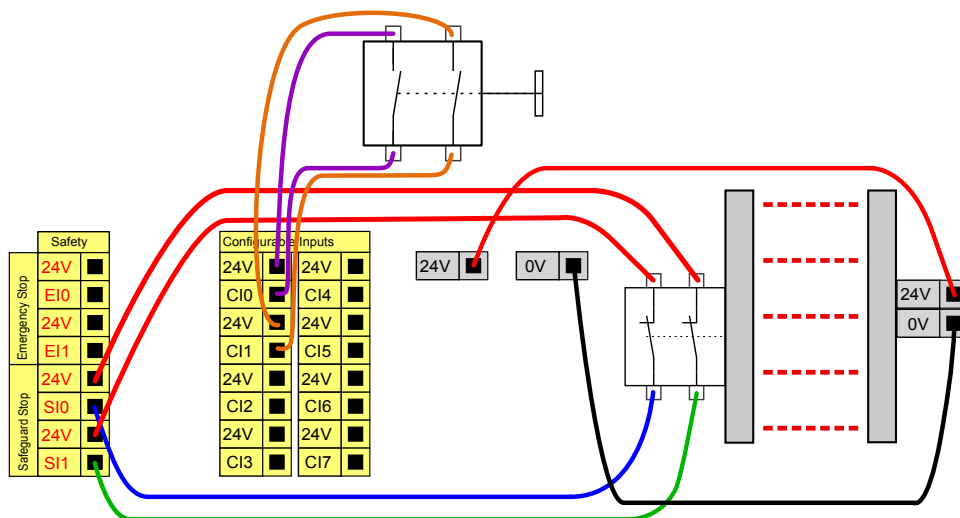 Safety
Emergency Stop
24V
EI0
24V
EI1
Safeguard Stop
24V
SI0
24V
SI1
Configurable Inputs
24V 24V
CI0 CI4
24V 24V
CI1 CI5
24V 24V
CI2 CI6
24V 24V
CI3 CI7
24V
0V
24V
0V